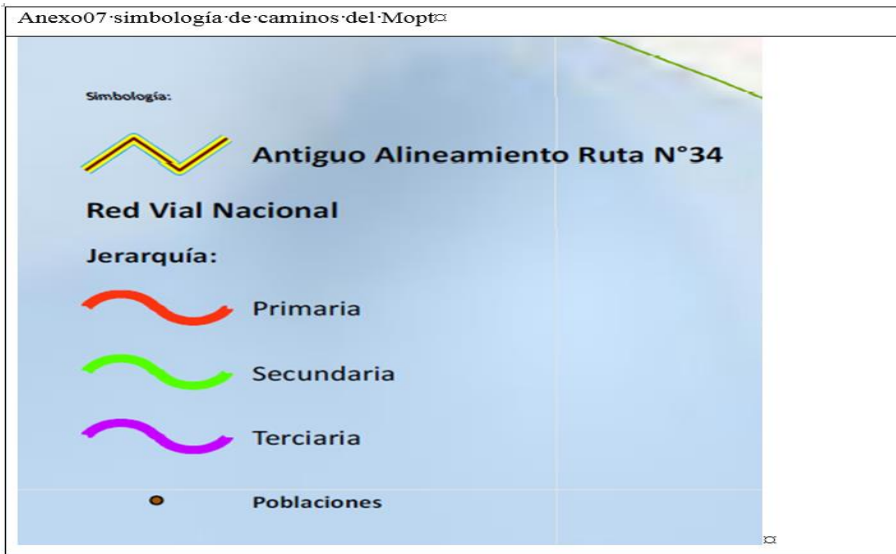 Anexo07·simbología·de·caminos·del·Mopt¤
Simbología:
Antiguo Alineamiento Ruta N°34
Red Vial Nacional
Jerarquía:
Primaria
Secundaria
Terciaria
Poblaciones
¤